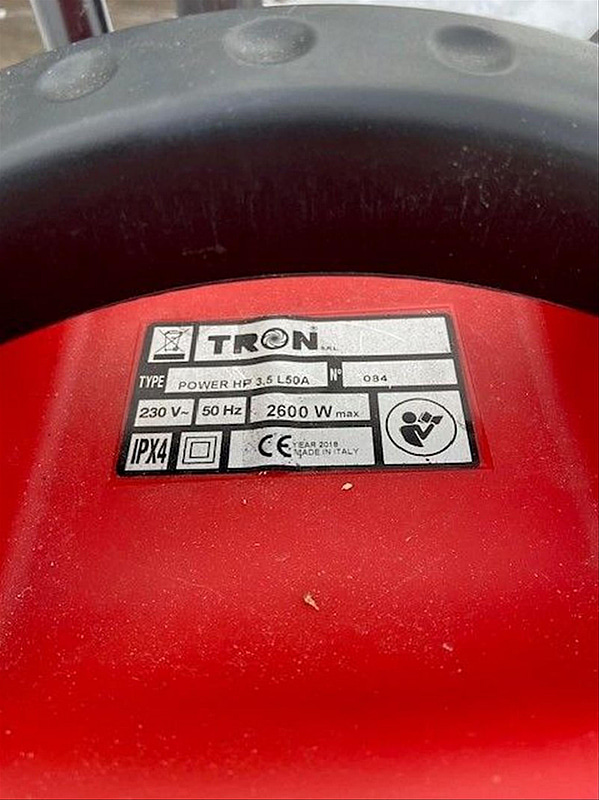 TRON® S.R.L.
TYPE POWER HP 3,5 L50A N° 084
230 V~ 50 Hz 2600 W max
IPX4 CE YEAR 2018
MADE IN ITALY